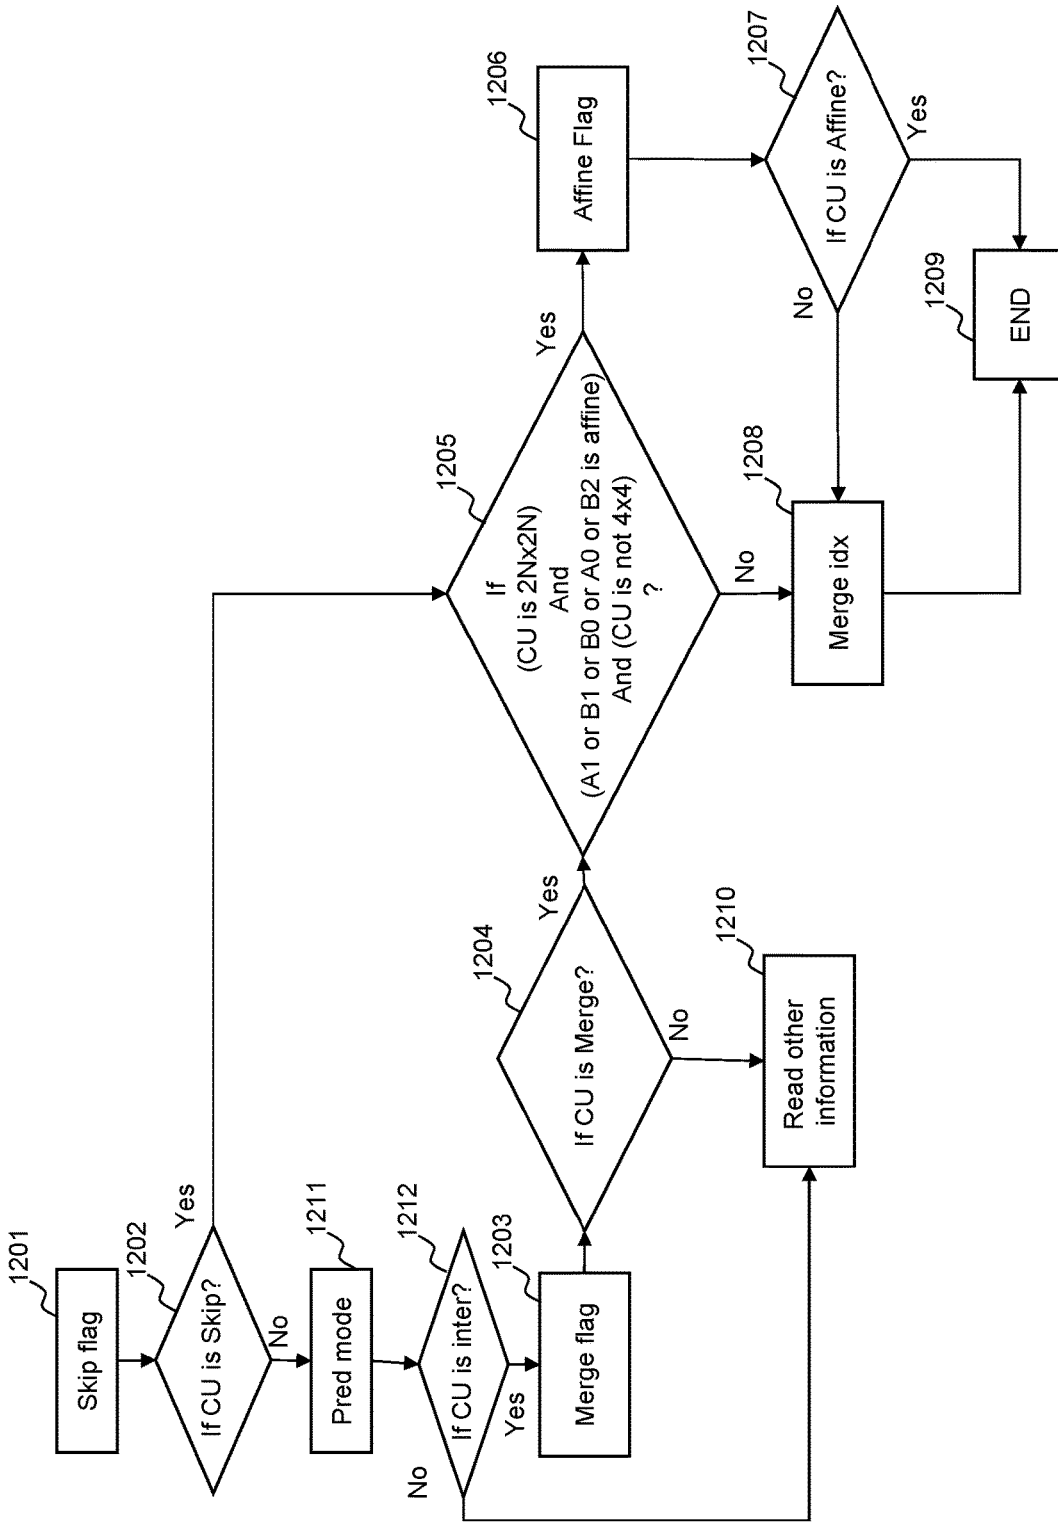 1201
Skip flag
1202
If CU is Skip?
Yes
No
1211
Pred mode
1212
If CU is inter?
No
Yes
1203
Merge flag
1204
If CU is Merge?
Yes
No
1210
Read other
information
1205
If
(CU is 2Nx2N)
And
(A1 or B1 or B0 or A0 or B2 is affine)
And (CU is not 4x4)
?
Yes
No
1206
Affine Flag
1207
If CU is Affine?
No
Yes
1208
Merge idx
1209
END